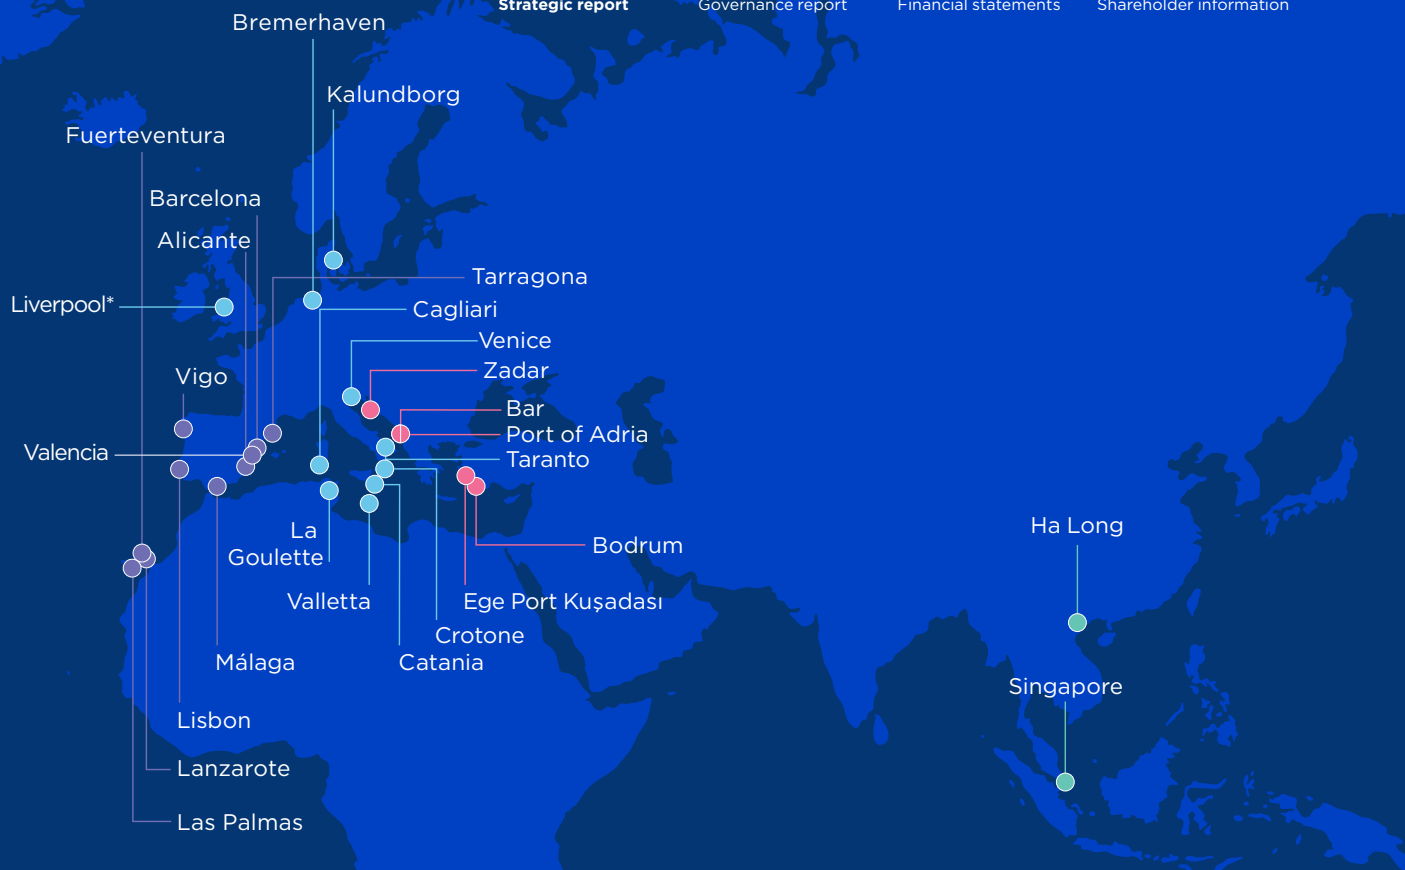 Strategic report
Governance report
Financial statements
Shareholder information
Bremerhaven
Kalundborg
Fuerteventura
Barcelona
Alicante
Tarragona
Liverpool*
Cagliari
Venice
Zadar
Vigo
Bar
Port of Adria
Valencia
Taranto
Ha Long
La
Goulette
Bodrum
Valletta
Ege Port Kuşadası
Crotone
Málaga
Catania
Singapore
Lisbon
Lanzarote
Las Palmas